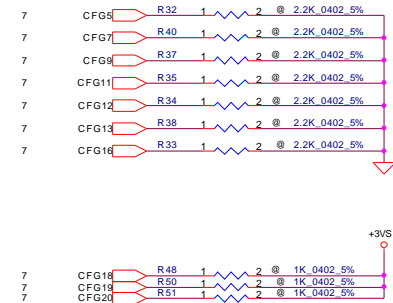 7 CFG5 R32 1 2 @ 2.2K_0402_5%
7 CFG7 R40 1 2 @ 2.2K_0402_5%
7 CFG9 R37 1 2 @ 2.2K_0402_5%
7 CFG11 R35 1 2 @ 2.2K_0402_5%
7 CFG12 R34 1 2 @ 2.2K_0402_5%
7 CFG13 R38 1 2 @ 2.2K_0402_5%
7 CFG16 R33 1 2 @ 2.2K_0402_5%
+3VS
7 CFG18 R48 1 2 @ 1K_0402_5%
7 CFG19 R50 1 2 @ 1K_0402_5%
7 CFG20 R51 1 2 @ 1K_0402_5%